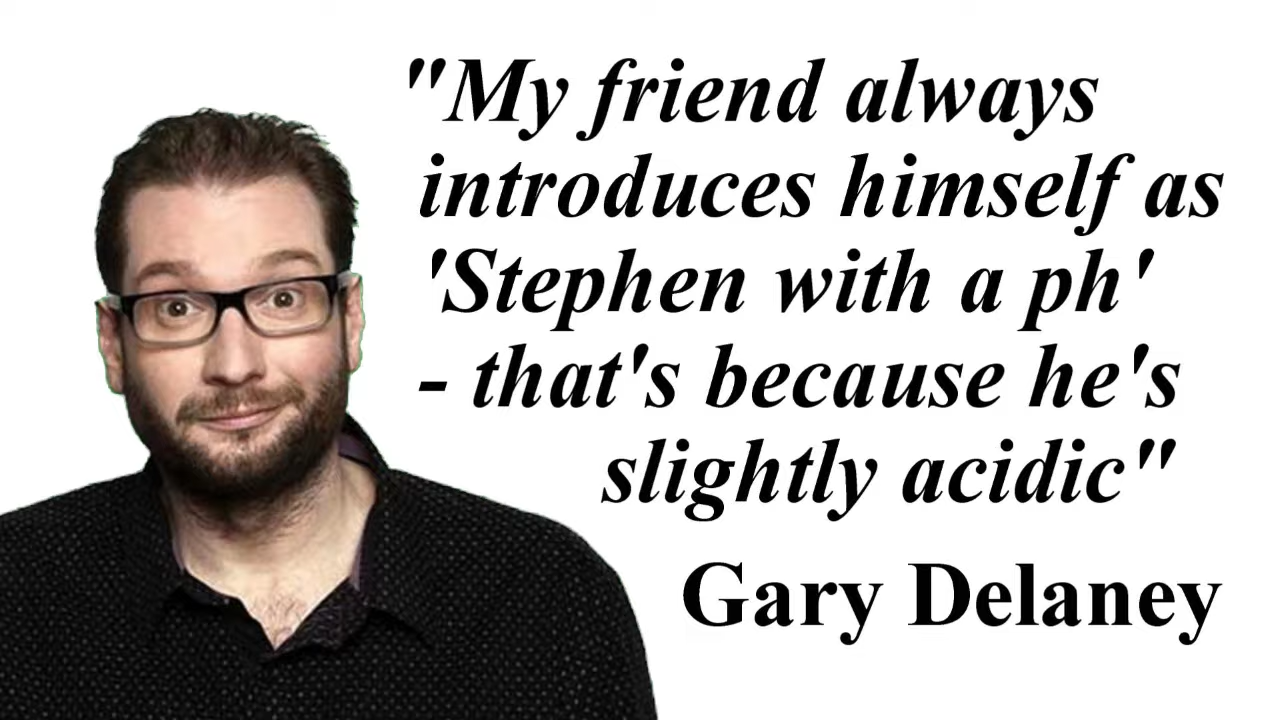 "My friend always
introduces himself as
'Stephen with a ph'
- that's because he's
slightly acidic"
Gary Delaney